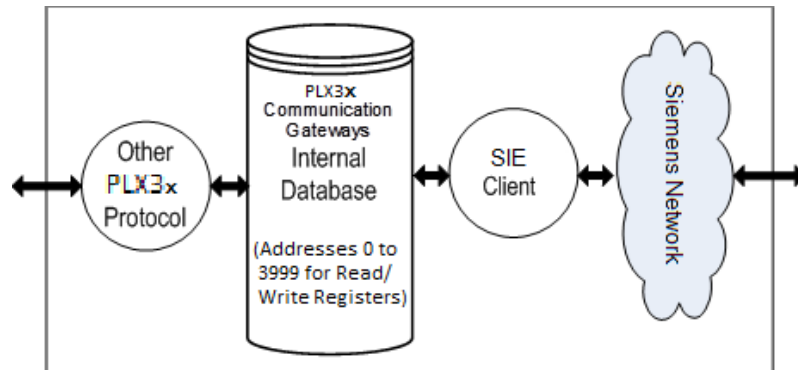 Other
PLX3x
Protocol
PLX3x
Communication
Gateways
Internal
Database
(Addresses 0 to
3999 for Read/
Write Registers)
SIE
Client
Siemens Network